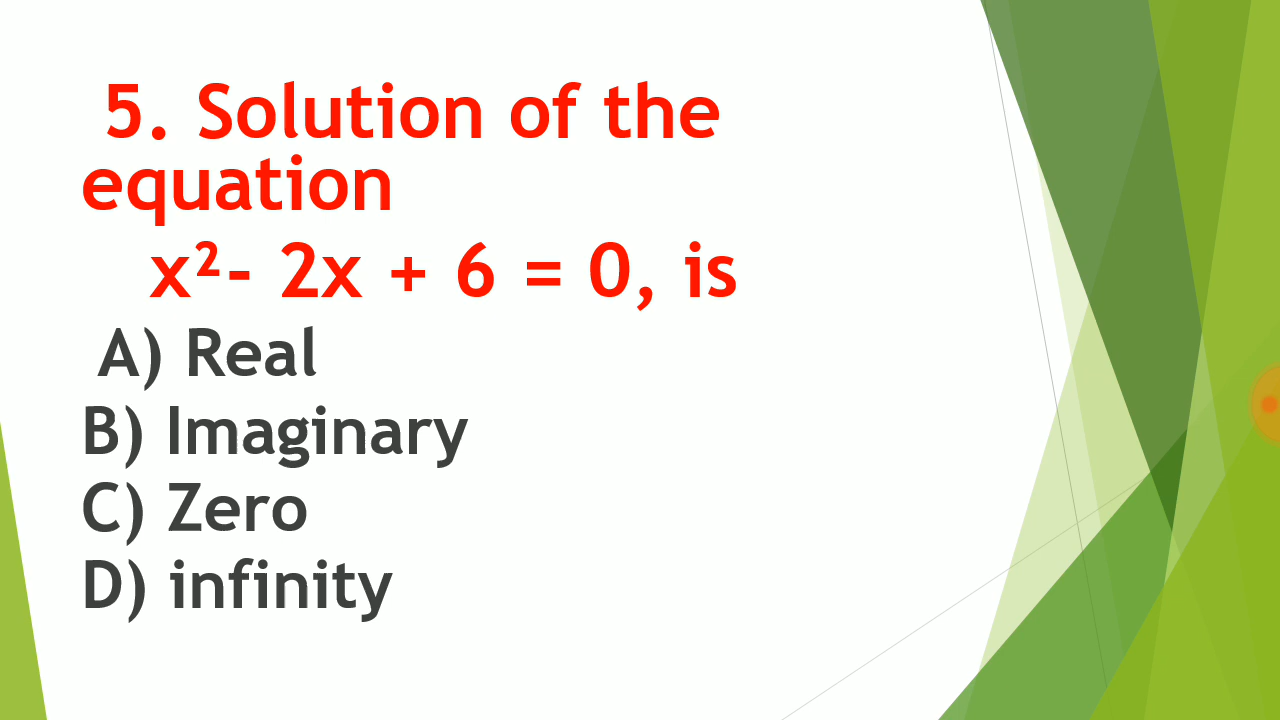 5. Solution of the
equation
x²- 2x + 6 = 0, is
A) Real
B) Imaginary
C) Zero
D) infinity